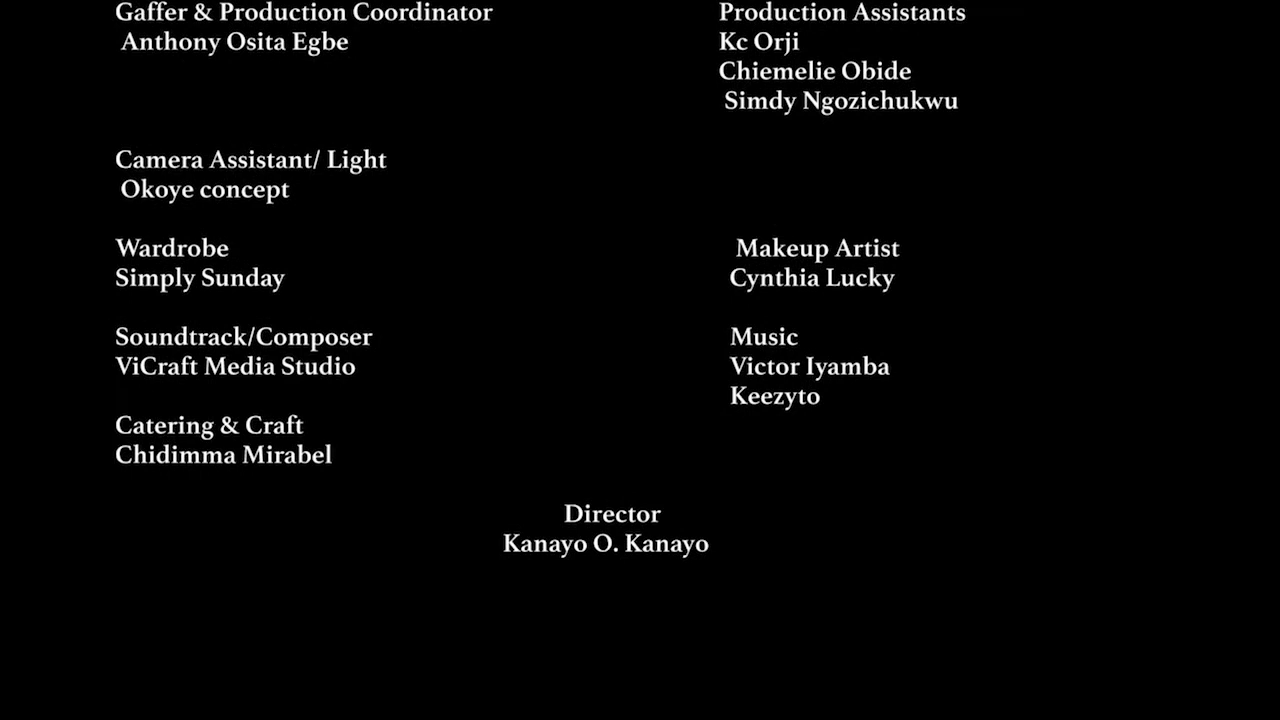 Gaffer & Production Coordinator
Anthony Osita Egbe
Production Assistants
Kc Orji
Chiemelie Obide
Simdy Ngozichukwu
Camera Assistant/ Light
Okoye concept
Wardrobe
Simply Sunday
Makeup Artist
Cynthia Lucky
Soundtrack/Composer
ViCraft Media Studio
Music
Victor Iyamba
Keezyto
Catering & Craft
Chidimma Mirabel
Director
Kanayo O. Kanayo